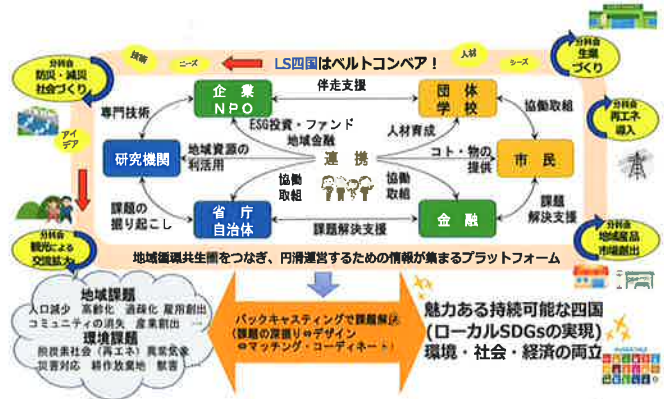 技術
ニーズ
LS四国はベルトコンベア！
人材
シーズ
分科会
防災・減災
社会づくり
分科会
生業
づくり
企業
NPO
伴走支援
団体
学校
専門技術
ESG投資・ファンド
地域金融
人材育成
協働取組
分科会
再エネ
導入
アイ
デア
研究機関
地域資源の
利活用
連携
コト・物の
提供
市民
協働
取組
協働
取組
課題の
掘り起こし
省庁
自治体
課題解決支援
金融
課題
解決支援
分科会
観光による
交流拡大
分科会
地域産品
市場創出
地域循環共生圏をつなぎ、円滑運営するための情報が集まるプラットフォーム
地域課題
人口減少 高齢化 過疎化 雇用創出
コミュニティの消失 産業創出 …
環境課題
脱炭素社会（再エネ）異常気象
災害対応 耕作放棄地 獣害 …
バックキャスティングで課題解決
（課題の深掘り⇔デザイン
⇔マッチング・コーディネート）
魅力ある持続可能な四国
(ローカルSDGsの実現)
環境・社会・経済の両立